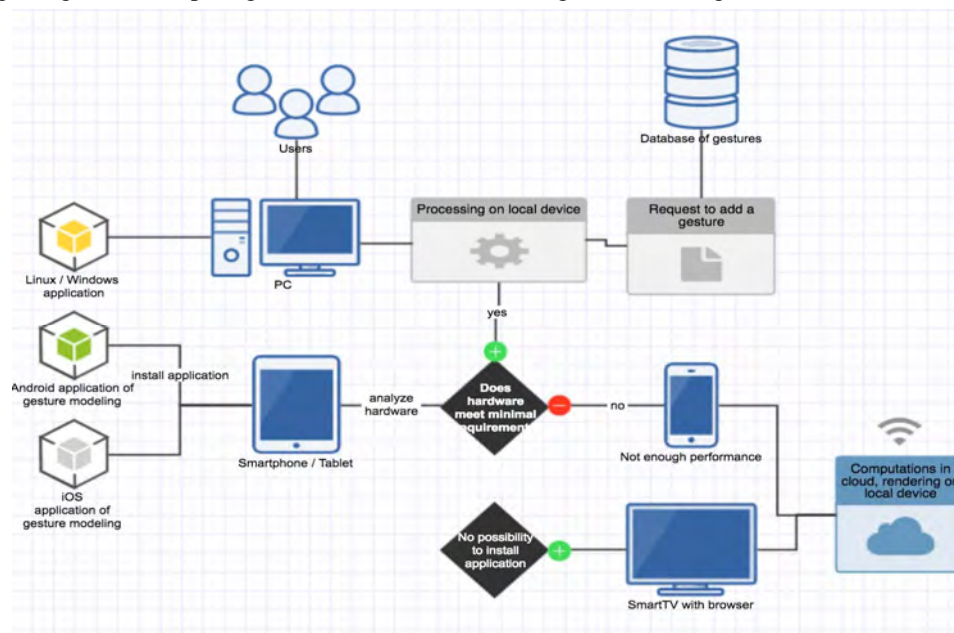 Users
Database of gestures
Processing on local device
Request to add a
gesture
Linux / Windows
application
PC
yes
Android application of
gesture modeling
install application
analyze
hardware
Does
hardware
meet minimal
requirement
no
Smartphone / Tablet
Not enough performance
Computations in
cloud, rendering on
local device
iOS
application of
gesture modeling
No possibility
to install
application
SmartTV with browser